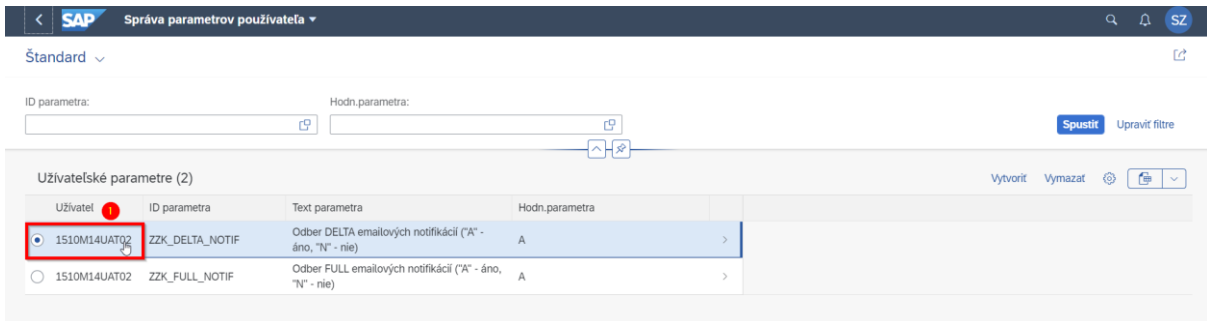 SAP Správa parametrov používateľa
SZ
Štandard
ID parametra: Hodn.parametra:
Spustiť Upraviť filtre
Užívateľské parametre (2) Vytvoriť Vymazať
Užívateľ 1 ID parametra Text parametra Hodn.parametra
1510M14UAT02 ZZK_DELTA_NOTIF Odber DELTA emailových notifikácií ("A" - A
áno, "N" - nie)
1510M14UAT02 ZZK_FULL_NOTIF Odber FULL emailových notifikácií ("A" - áno, A
"N" - nie)